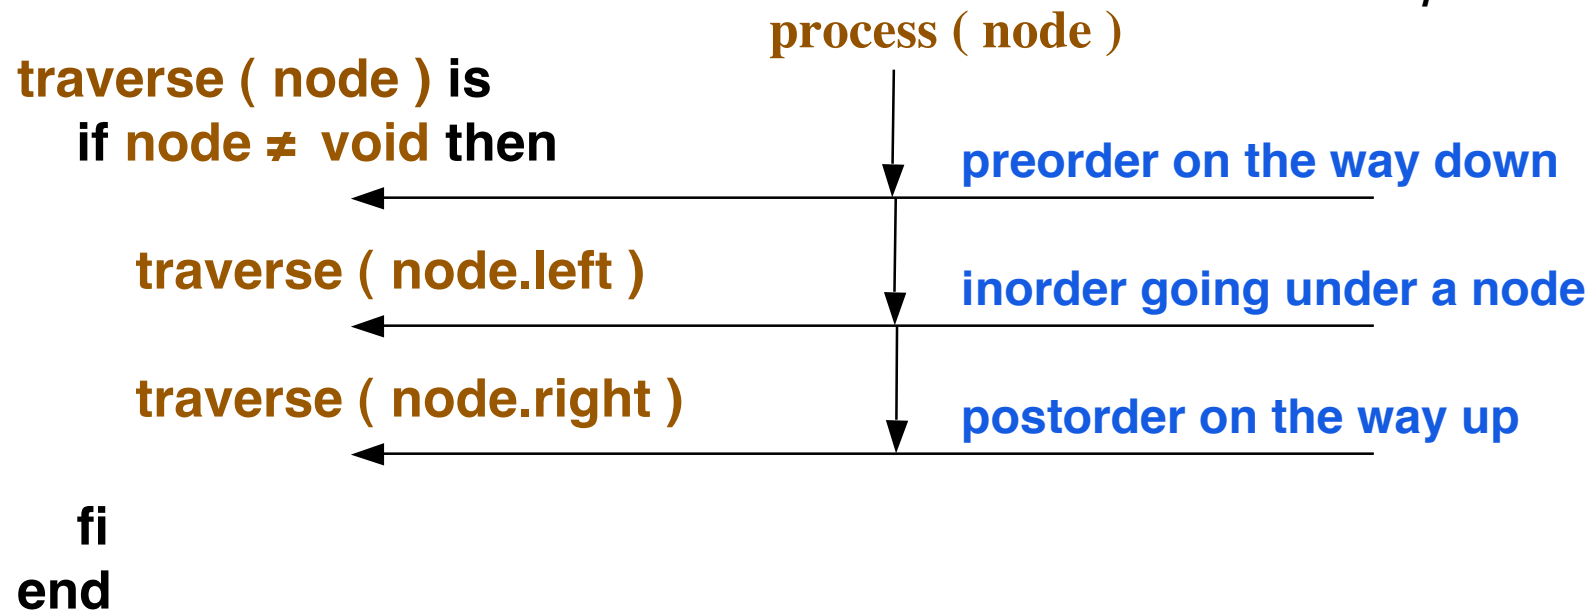 process ( node )
traverse ( node ) is
if node ≠ void then
preorder on the way down
traverse ( node.left )
inorder going under a node
traverse ( node.right )
postorder on the way up
fi
end